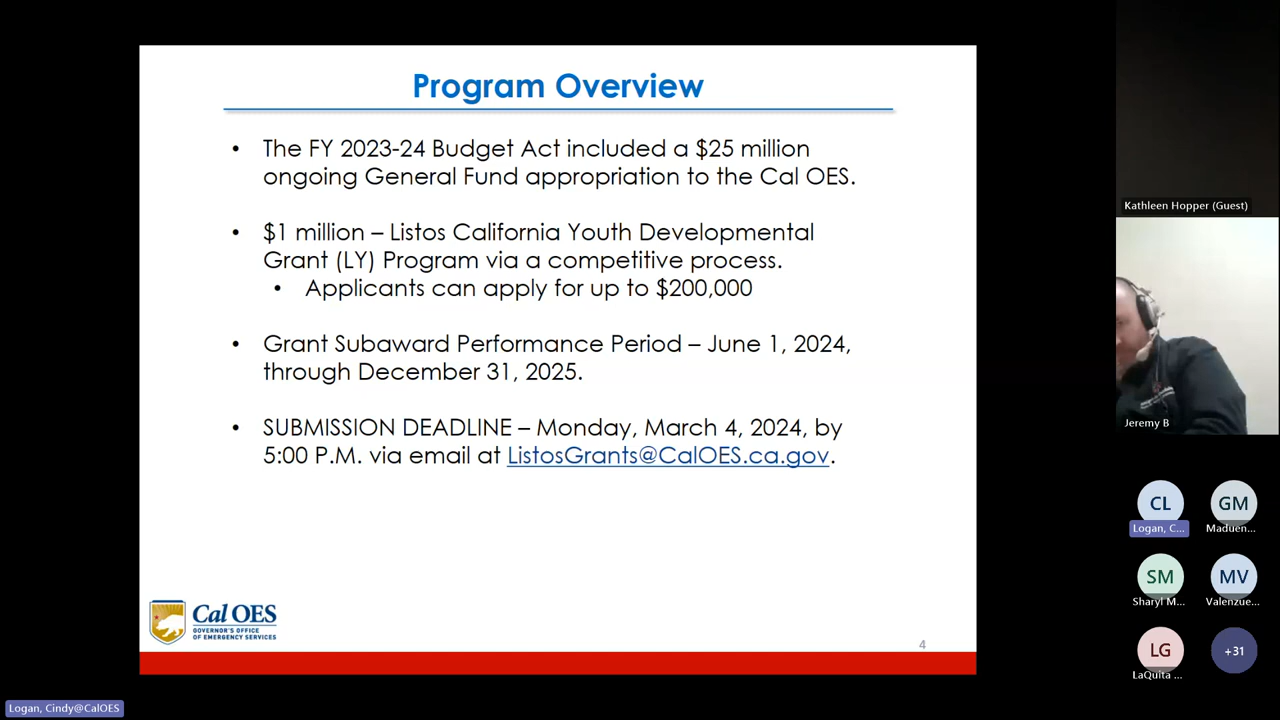 Program Overview
• The FY 2023-24 Budget Act included a $25 million
ongoing General Fund appropriation to the Cal OES.
• $1 million – Listos California Youth Developmental
Grant (LY) Program via a competitive process.
• Applicants can apply for up to $200,000
• Grant Subaward Performance Period – June 1, 2024,
through December 31, 2025.
• SUBMISSION DEADLINE – Monday, March 4, 2024, by
5:00 P.M. via email at ListosGrants@CalOES.ca.gov.
Cal OES
GOVERNOR'S OFFICE
OF EMERGENCY SERVICES
4
Kathleen Hopper (Guest)
Jeremy B
CL
Logan, C...
GM
Maduen...
SM
Sharyl M...
MV
Valenzue...
LG
LaQuita ...
+31
Logan, Cindy@CalOES